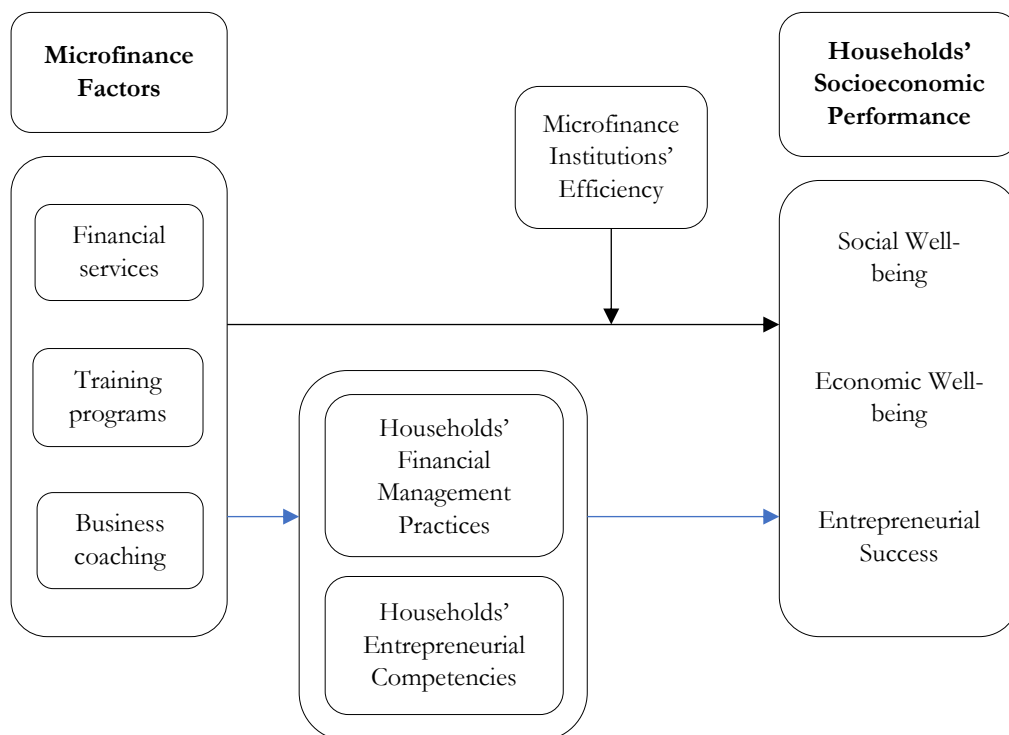 Microfinance
Factors
Households'
Socioeconomic
Performance
Microfinance
Institutions'
Efficiency
Financial
services
Training
programs
Business
coaching
Households'
Financial
Management
Practices
Households'
Entrepreneurial
Competencies
Social Well-
being
Economic Well-
being
Entrepreneurial
Success